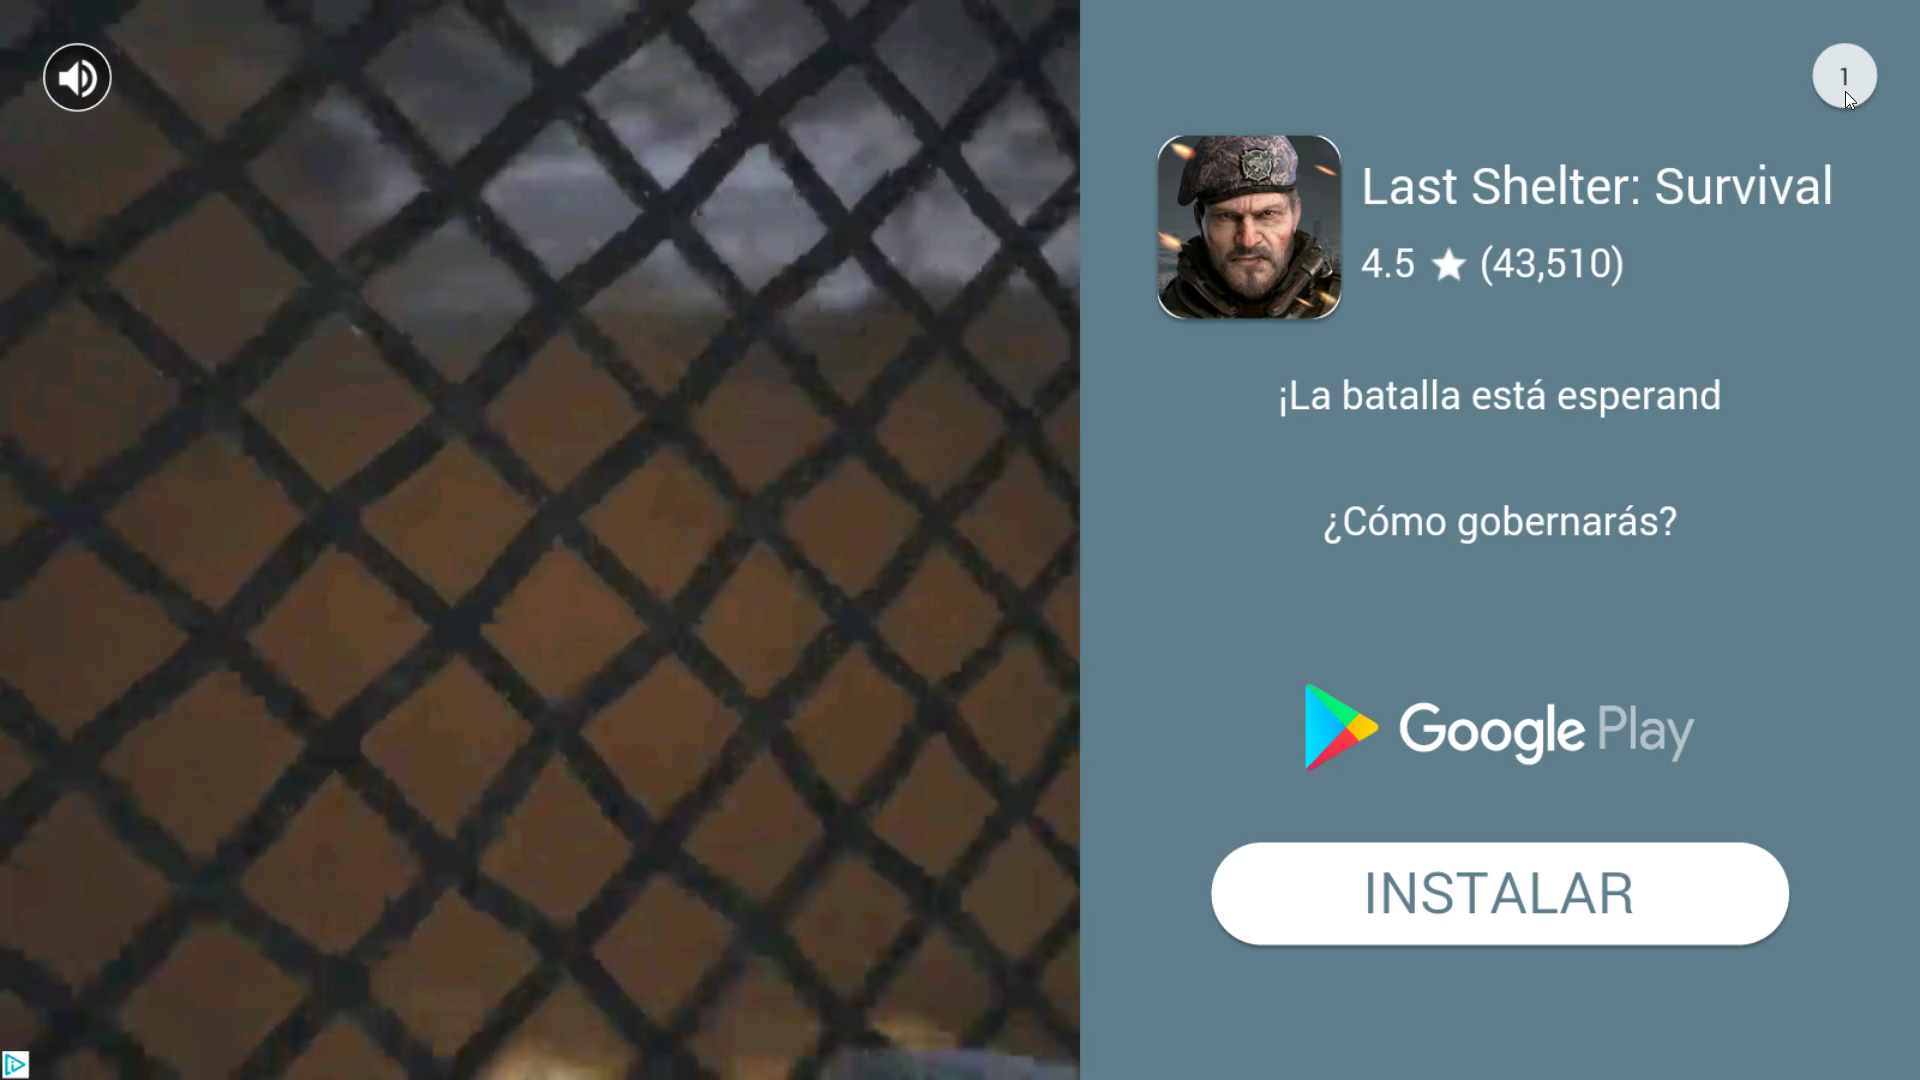 1
Last Shelter: Survival
4.5 ★ (43,510)
¡La batalla está esperand
¿Cómo gobernarás?
Google Play
INSTALAR